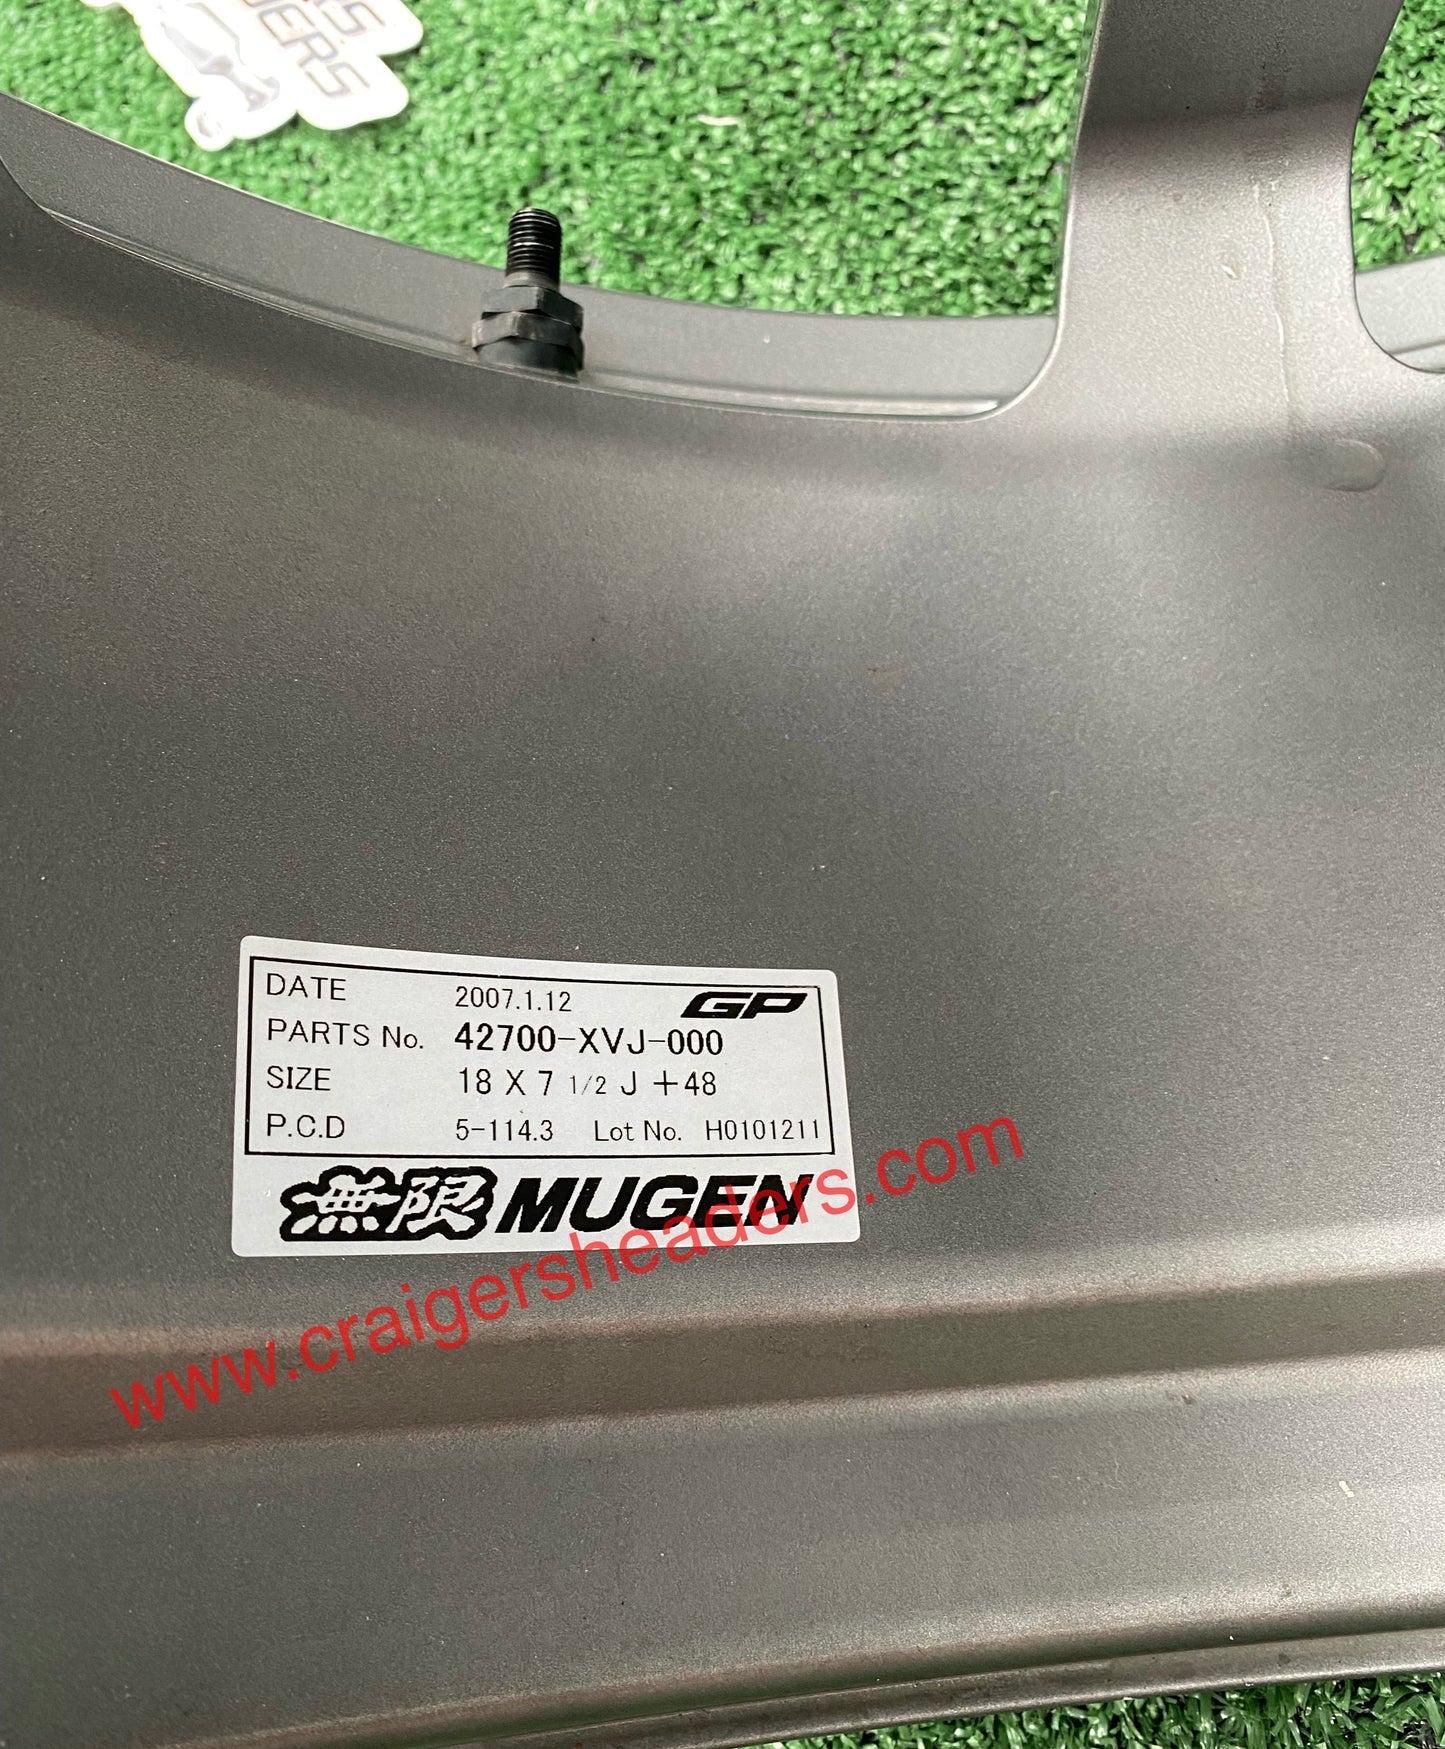 DERS
DATE 2007.1.12 GP
PARTS No. 42700-XVJ-000
SIZE 18 X 7 1/2 J +48
P.C.D 5-114.3 Lot No. H0101211
無限 MUGEN
www.craigersheaders.com